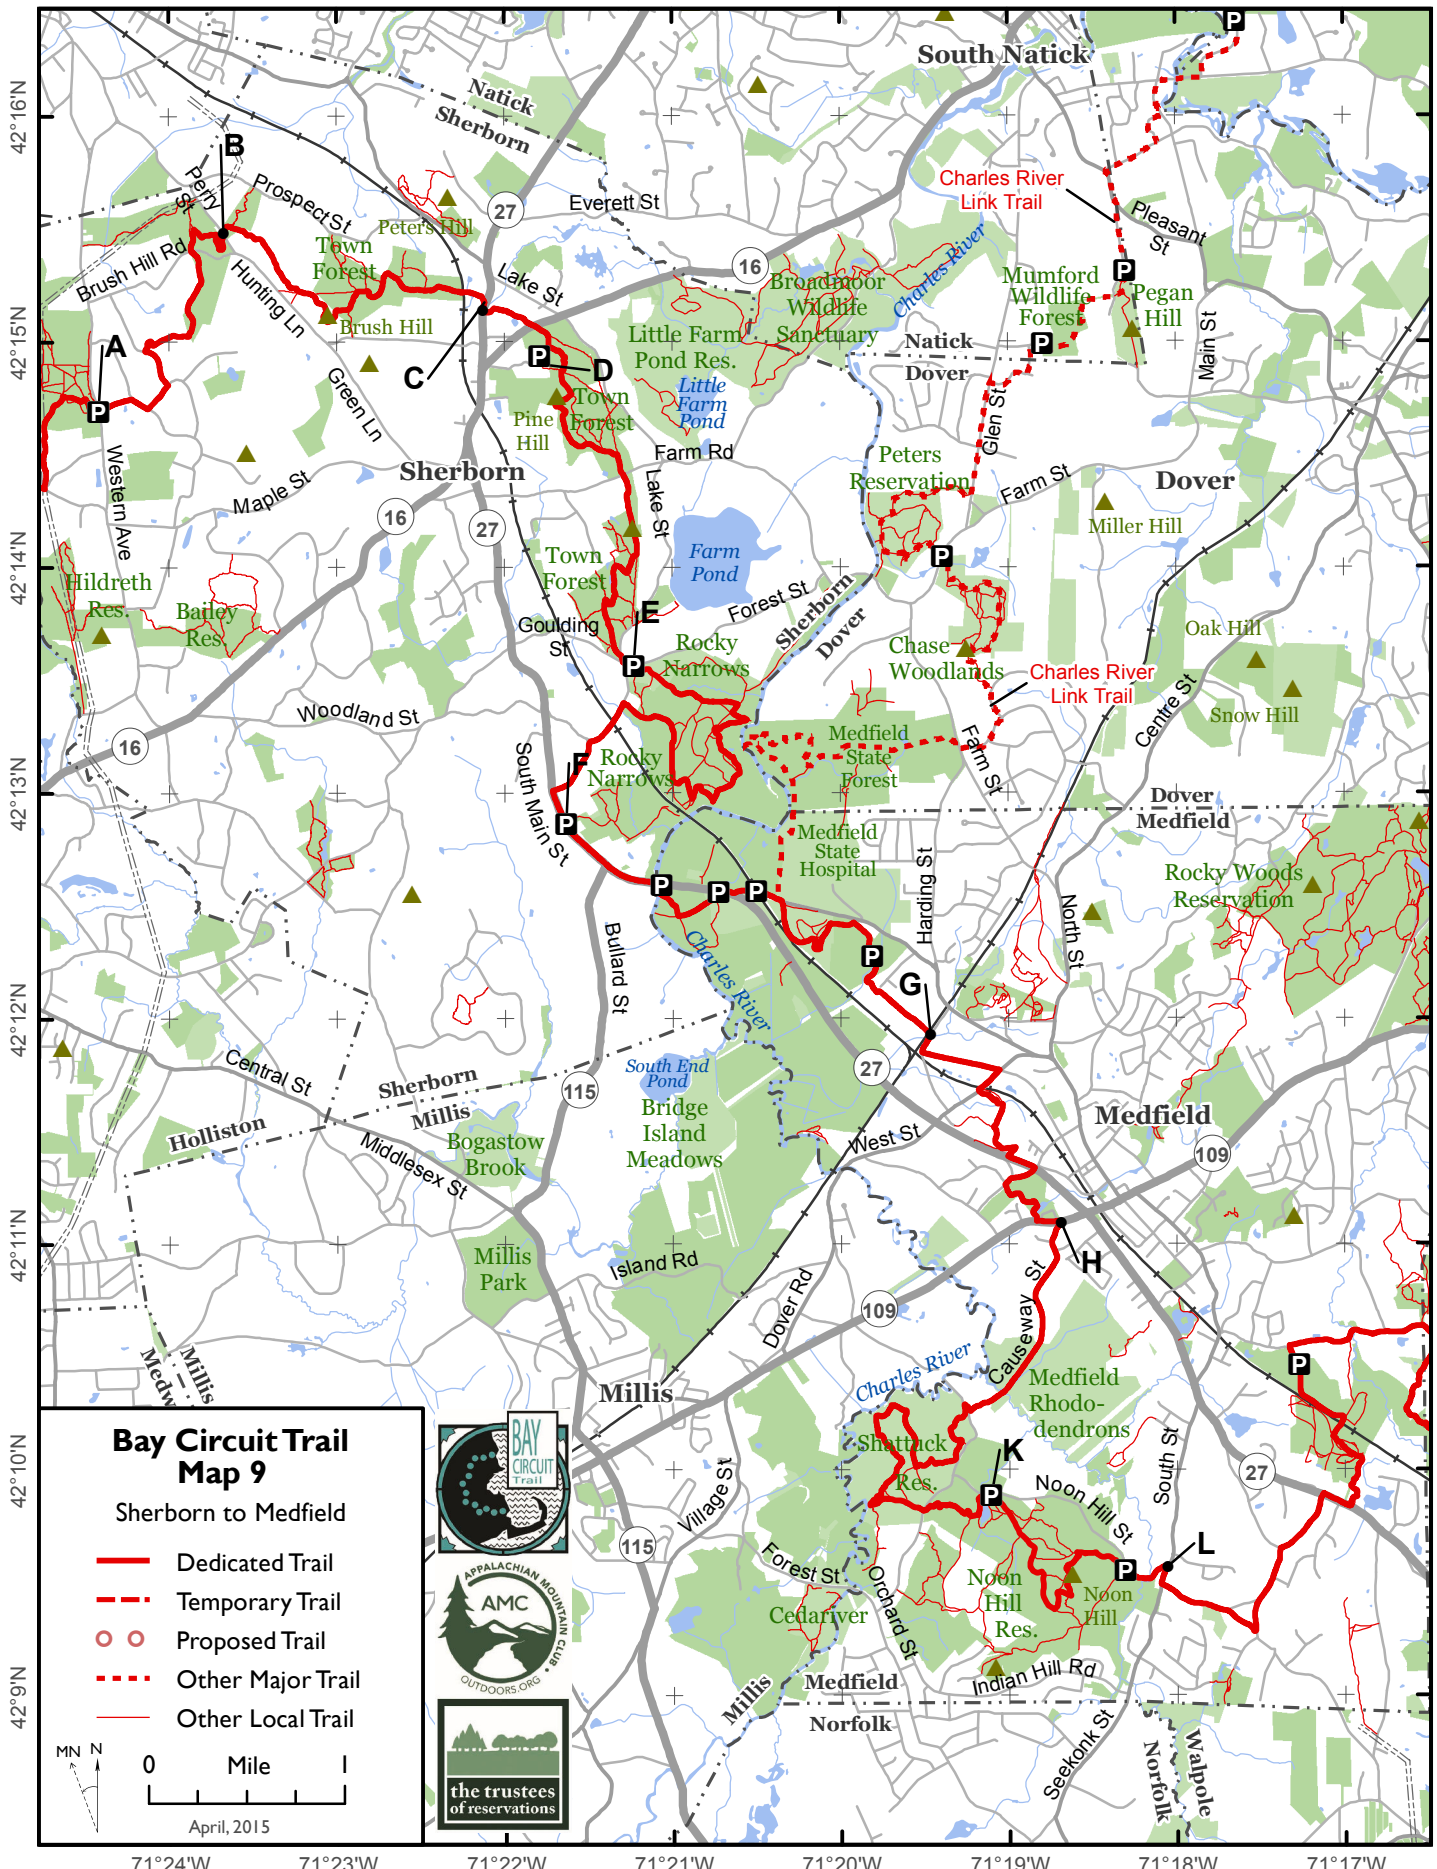 South Natick
P
42°16'N
Natick
Sherborn
B
Perry
St
Prospect St
27
Everett St
Peters Hill
Charles River
Link Trail
Pleasant
St
Town
Forest
Brush Hill Rd
Hunting Ln
Lake St
16
Broadmoor
Wildlife
Sanctuary
Charles River
Mumford
Wildlife
Forest
P
Pegan
Hill
Main St
Brush Hill
Little Farm
Pond Res.
Natick
Dover
P
42°15'N
A
P
C
P
D
Little
Farm
Pond
Town
Forest
Pine
Hill
Green Ln
Glen St
Western Ave
Maple St
Sherborn
Farm Rd
Peters
Reservation
Farm St
Dover
16
27
Lake St
Miller Hill
42°14'N
Hildreth
Res.
Bailey
Res.
Town
Forest
Farm
Pond
P
Forest St
Sherborn
Dover
E
Goulding
St
Rocky
Narrows
P
Chase
Woodlands
Oak Hill
Charles River
Link Trail
Snow Hill
Centre St
Woodland St
16
South Main St
F
Rocky
Narrows
Medfield
State
Forest
Farm St
42°13'N
P
Dover
Medfield
Medfield
State
Hospital
Harding St
Rocky Woods
Reservation
P
P
P
North St
Bullard St
Charles River
P
G
42°12'N
Central St
Sherborn
Millis
Holliston
115
South End
Pond
27
Bridge
Island
Meadows
Medfield
Bogastow
Brook
Middlesex St
West St
109
42°11'N
Millis
Park
Island Rd
H
Dover Rd
109
Causeway St
Millis
Medw
Charles River
Millis
P
Medfield
Rhodo-
dendrons
Shattuck
Res.
K
P
Noon Hill St
South St
27
42°10'N
Village St
115
Forest St
Orchard St
Noon
Hill
Res.
Noon
Hill
P
L
Cedariver
Indian Hill Rd
42°9'N
Millis
Medfield
Norfolk
Seekonk St
Norfolk
Walpole
Bay Circuit Trail
Map 9
Sherborn to Medfield
Dedicated Trail
Temporary Trail
Proposed Trail
Other Major Trail
Other Local Trail
MN N
0 Mile 1
April, 2015
BAY
CIRCUIT
Trail
APPALACHIAN MOUNTAIN CLUB
AMC
OUTDOORS.ORG
the trustees
of reservations
71°24'W 71°23'W 71°22'W 71°21'W 71°20'W 71°19'W 71°18'W 71°17'W